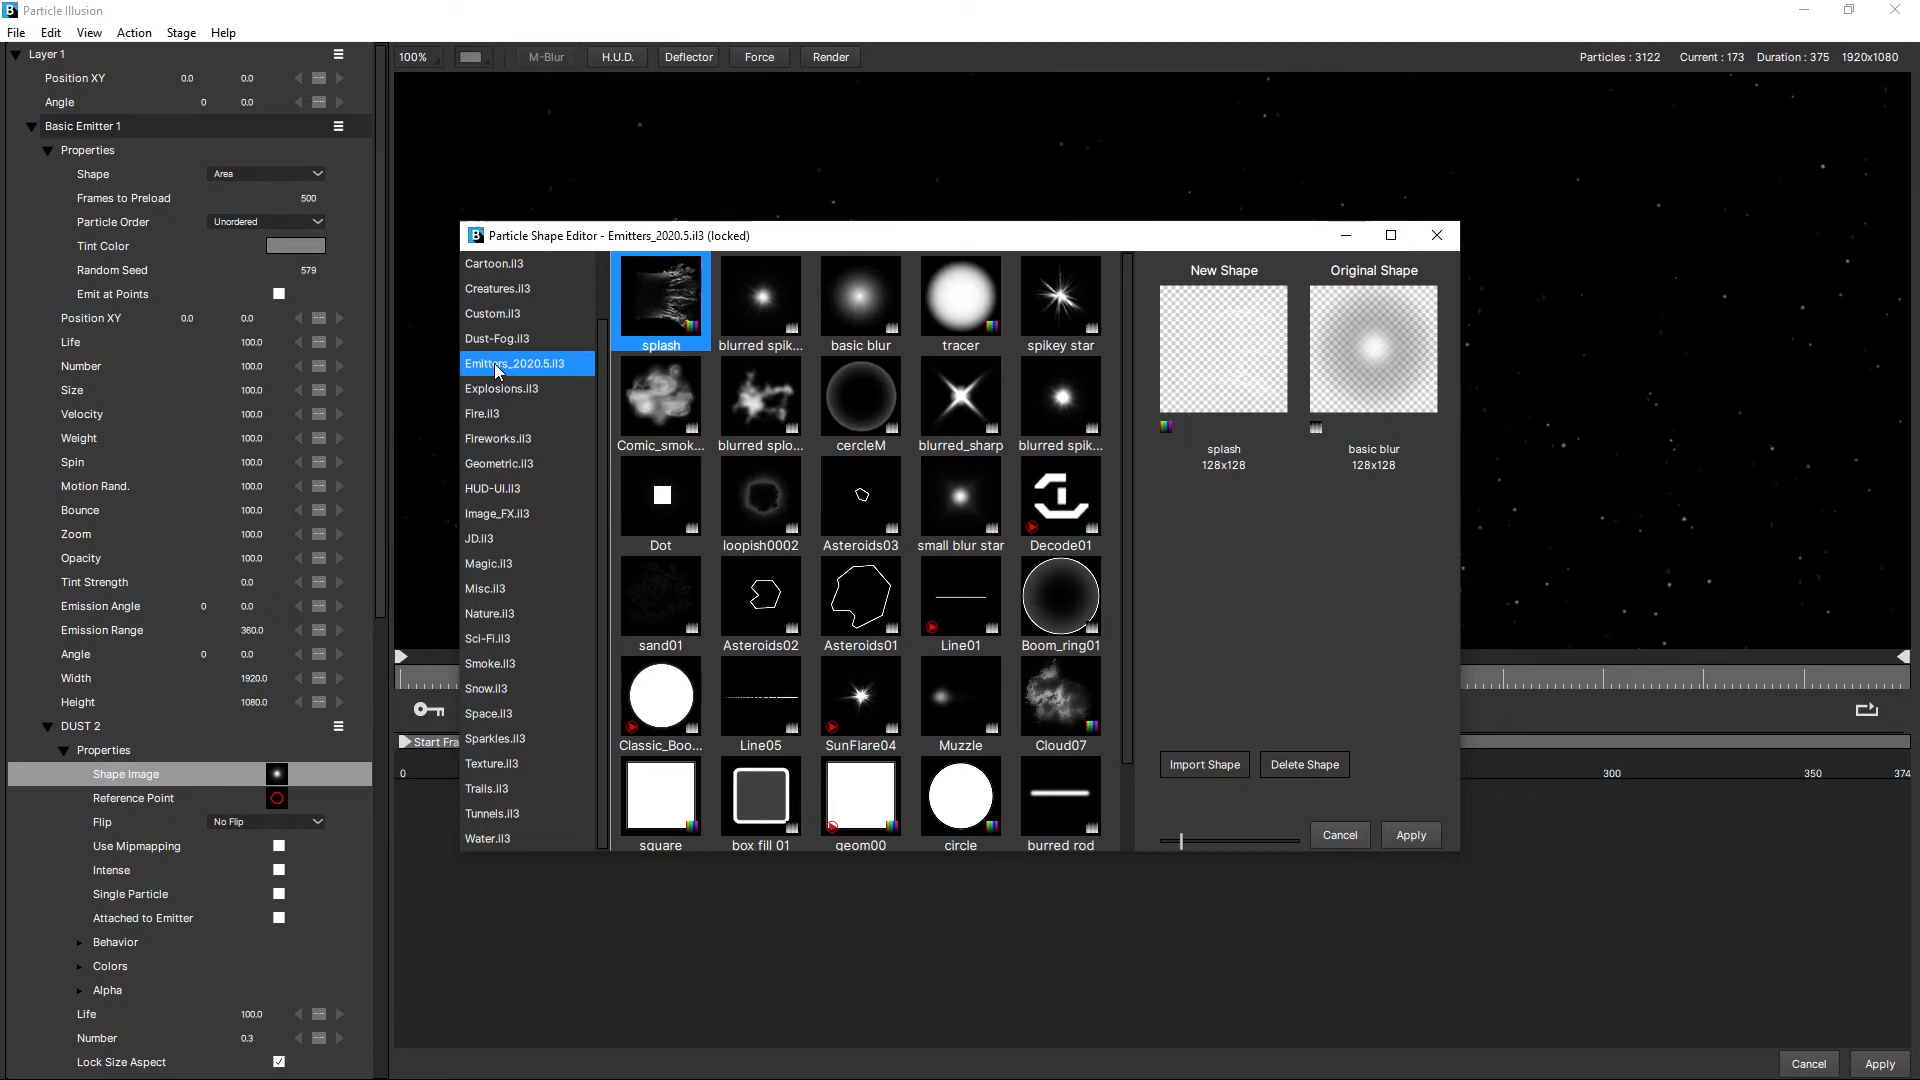 Particle Illusion
File Edit View Action Stage Help
Layer 1
Position XY 0.0 0.0
Angle 0 0.0
Basic Emitter 1
Properties
Shape Area
Frames to Preload 500
Particle Order Unordered
Tint Color
Random Seed 579
Emit at Points
Position XY 0.0 0.0
Life 100.0
Number 100.0
Size 100.0
Velocity 100.0
Weight 100.0
Spin 100.0
Motion Rand. 100.0
Bounce 100.0
Zoom 100.0
Opacity 100.0
Tint Strength 0.0
Emission Angle 0 0.0
Emission Range 360.0
Angle 0 0.0
Width 1920.0
Height 1080.0
DUST 2
Properties
Shape Image
Reference Point
Flip No Flip
Use Mipmapping
Intense
Single Particle
Attached to Emitter
Behavior
Colors
Alpha
Life 100.0
Number 0.3
Lock Size Aspect
100% M-Blur H.U.D. Deflector Force Render
Particles : 3122 Current : 173 Duration : 375 1920x1080
Particle Shape Editor - Emitters_2020.5.il3 (locked)
Cartoon.il3
Creatures.il3
Custom.il3
Dust-Fog.il3
Emitters_2020.5.il3
Explosions.il3
Fire.il3
Fireworks.il3
Geometric.il3
HUD-UI.il3
Image_FX.il3
JD.il3
Magic.il3
Misc.il3
Nature.il3
Sci-Fi.il3
Smoke.il3
Snow.il3
Space.il3
Sparkles.il3
Texture.il3
Trails.il3
Tunnels.il3
Water.il3
splash blurred spik... basic blur tracer spikey star
Comic_smok... blurred splo... cercleM blurred_sharp blurred spik...
Dot loopish0002 Asteroids03 small blur star Decode01
sand01 Asteroids02 Asteroids01 Line01 Boom_ring01
Classic_Boo... Line05 SunFlare04 Muzzle Cloud07
square box fill 01 geom00 circle burred rod
New Shape Original Shape
splash basic blur
128x128 128x128
Import Shape Delete Shape
Cancel Apply
Start Fra
0 300 350 374
Cancel Apply